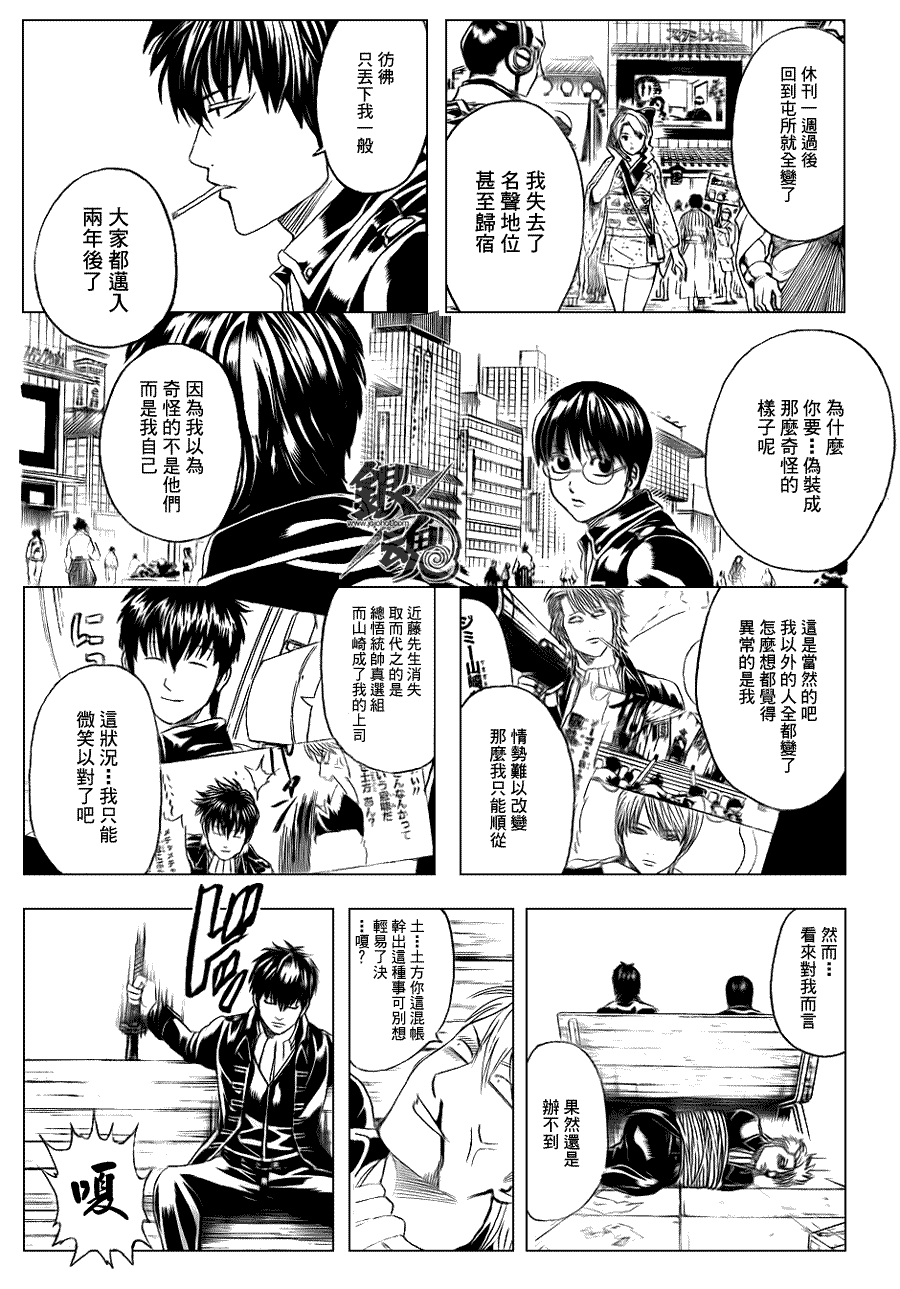 休刊一週過後
回到屯所就全變了
我失去了
名聲地位
甚至歸宿
彷彿
只丟下我一般
大家都邁入
兩年後了
為什麼
你要…偽裝成
那麼奇怪的
樣子呢
因為我以為
奇怪的不是他們
而是我自己
銀魂
www.jojohot.com
這是當然的吧
我以外的人全都變了
怎麼想都覺得
異常的是我
ジミー山崎
情勢難以改變
那麼我只能順從
近藤先生消失
取而代之的是
總悟統帥真選組
而山崎成了我的上司
這狀況…我只能
微笑以對了吧
然而…
看來對我而言
果然還是
辦不到
土…土方你這混帳
幹出這種事可別想
輕易了決
…嗄?
嗄